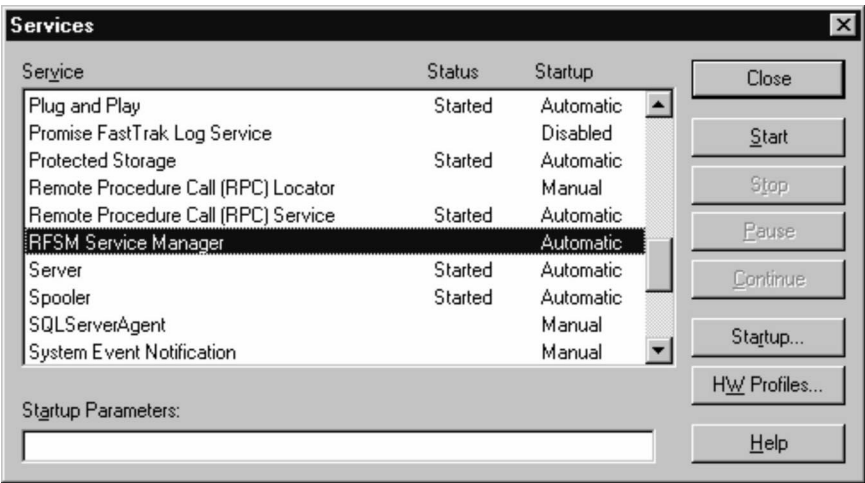 Services
Service Status Startup
Plug and Play Started Automatic
Promise FastTrak Log Service Disabled
Protected Storage Started Automatic
Remote Procedure Call (RPC) Locator Manual
Remote Procedure Call (RPC) Service Started Automatic
RFSM Service Manager Automatic
Server Started Automatic
Spooler Started Automatic
SQLServerAgent Manual
System Event Notification Manual
Startup Parameters:
Close
Start
Stop
Pause
Continue
Startup...
HW Profiles...
Help